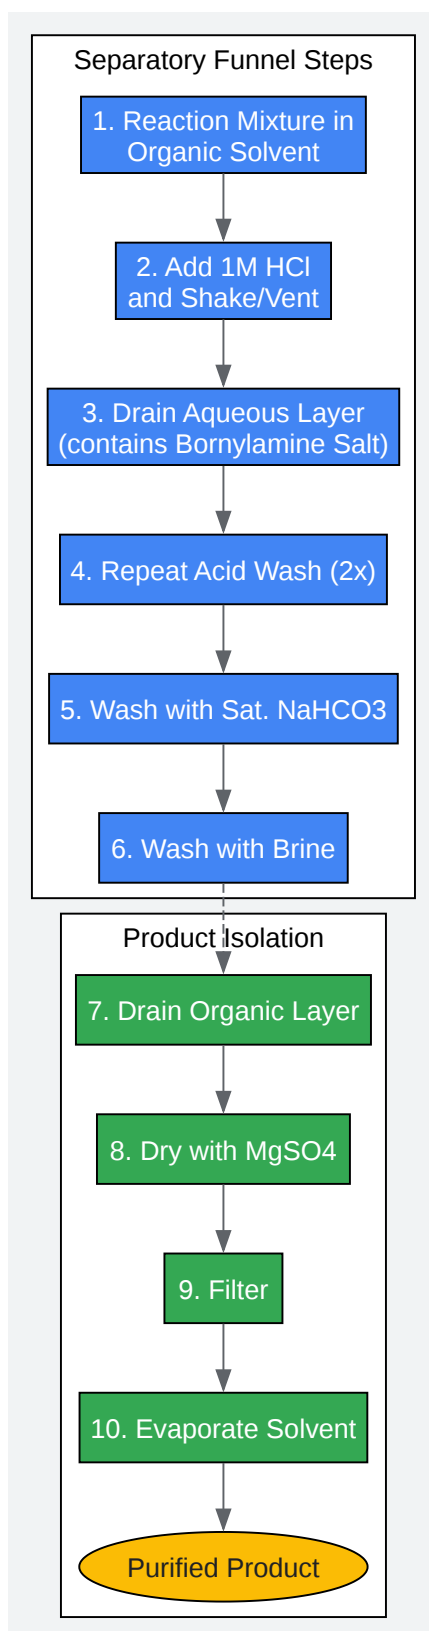 Separatory Funnel Steps
1. Reaction Mixture in
Organic Solvent
2. Add 1M HCl
and Shake/Vent
3. Drain Aqueous Layer
(contains Bornylamine Salt)
4. Repeat Acid Wash (2x)
5. Wash with Sat. NaHCO3
6. Wash with Brine
Product Isolation
7. Drain Organic Layer
8. Dry with MgSO4
9. Filter
10. Evaporate Solvent
Purified Product